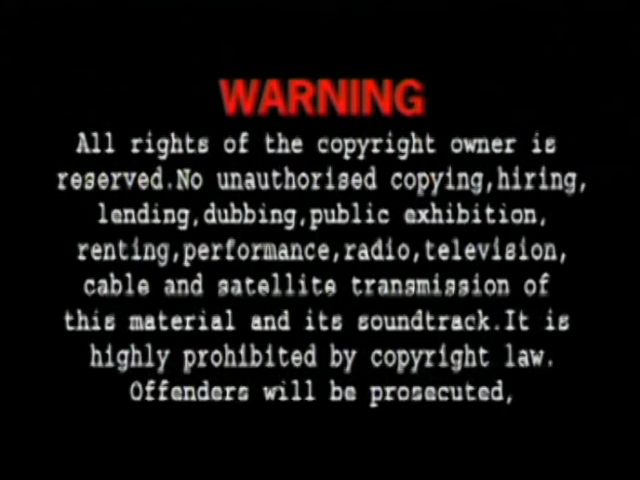 WARNING
All rights of the copyright owner is
reserved.No unauthorised copying,hiring,
lending,dubbing,public exhibition,
renting,performance,radio,television,
cable and satellite transmission of
this material and its soundtrack.It is
highly prohibited by copyright law.
Offenders will be prosecuted,